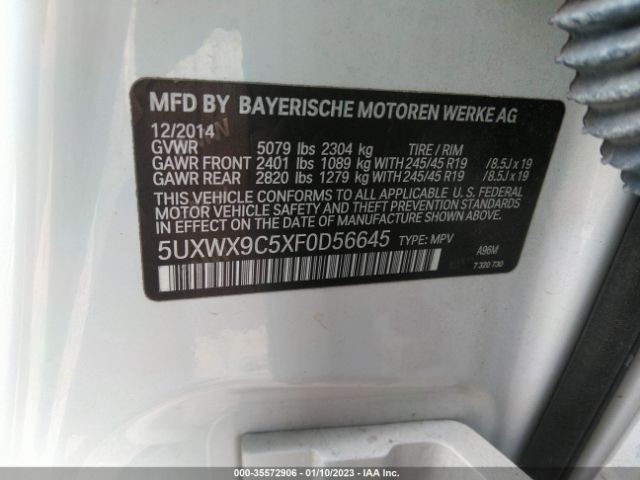 MFD BY BAYERISCHE MOTOREN WERKE AG
12/2014
GVWR 5079 lbs 2304 kg TIRE / RIM
GAWR FRONT 2401 lbs 1089 kg WITH 245/45 R19 /8.5J x 19
GAWR REAR 2820 lbs 1279 kg WITH 245/45 R19 /8.5J x 19
THIS VEHICLE CONFORMS TO ALL APPLICABLE U. S. FEDERAL
MOTOR VEHICLE SAFETY AND THEFT PREVENTION STANDARDS
IN EFFECT ON THE DATE OF MANUFACTURE SHOWN ABOVE.
5UXWX9C5XF0D56645 TYPE: MPV A96M
7 320 730
000-35572906 - 01/10/2023 - IAA Inc.